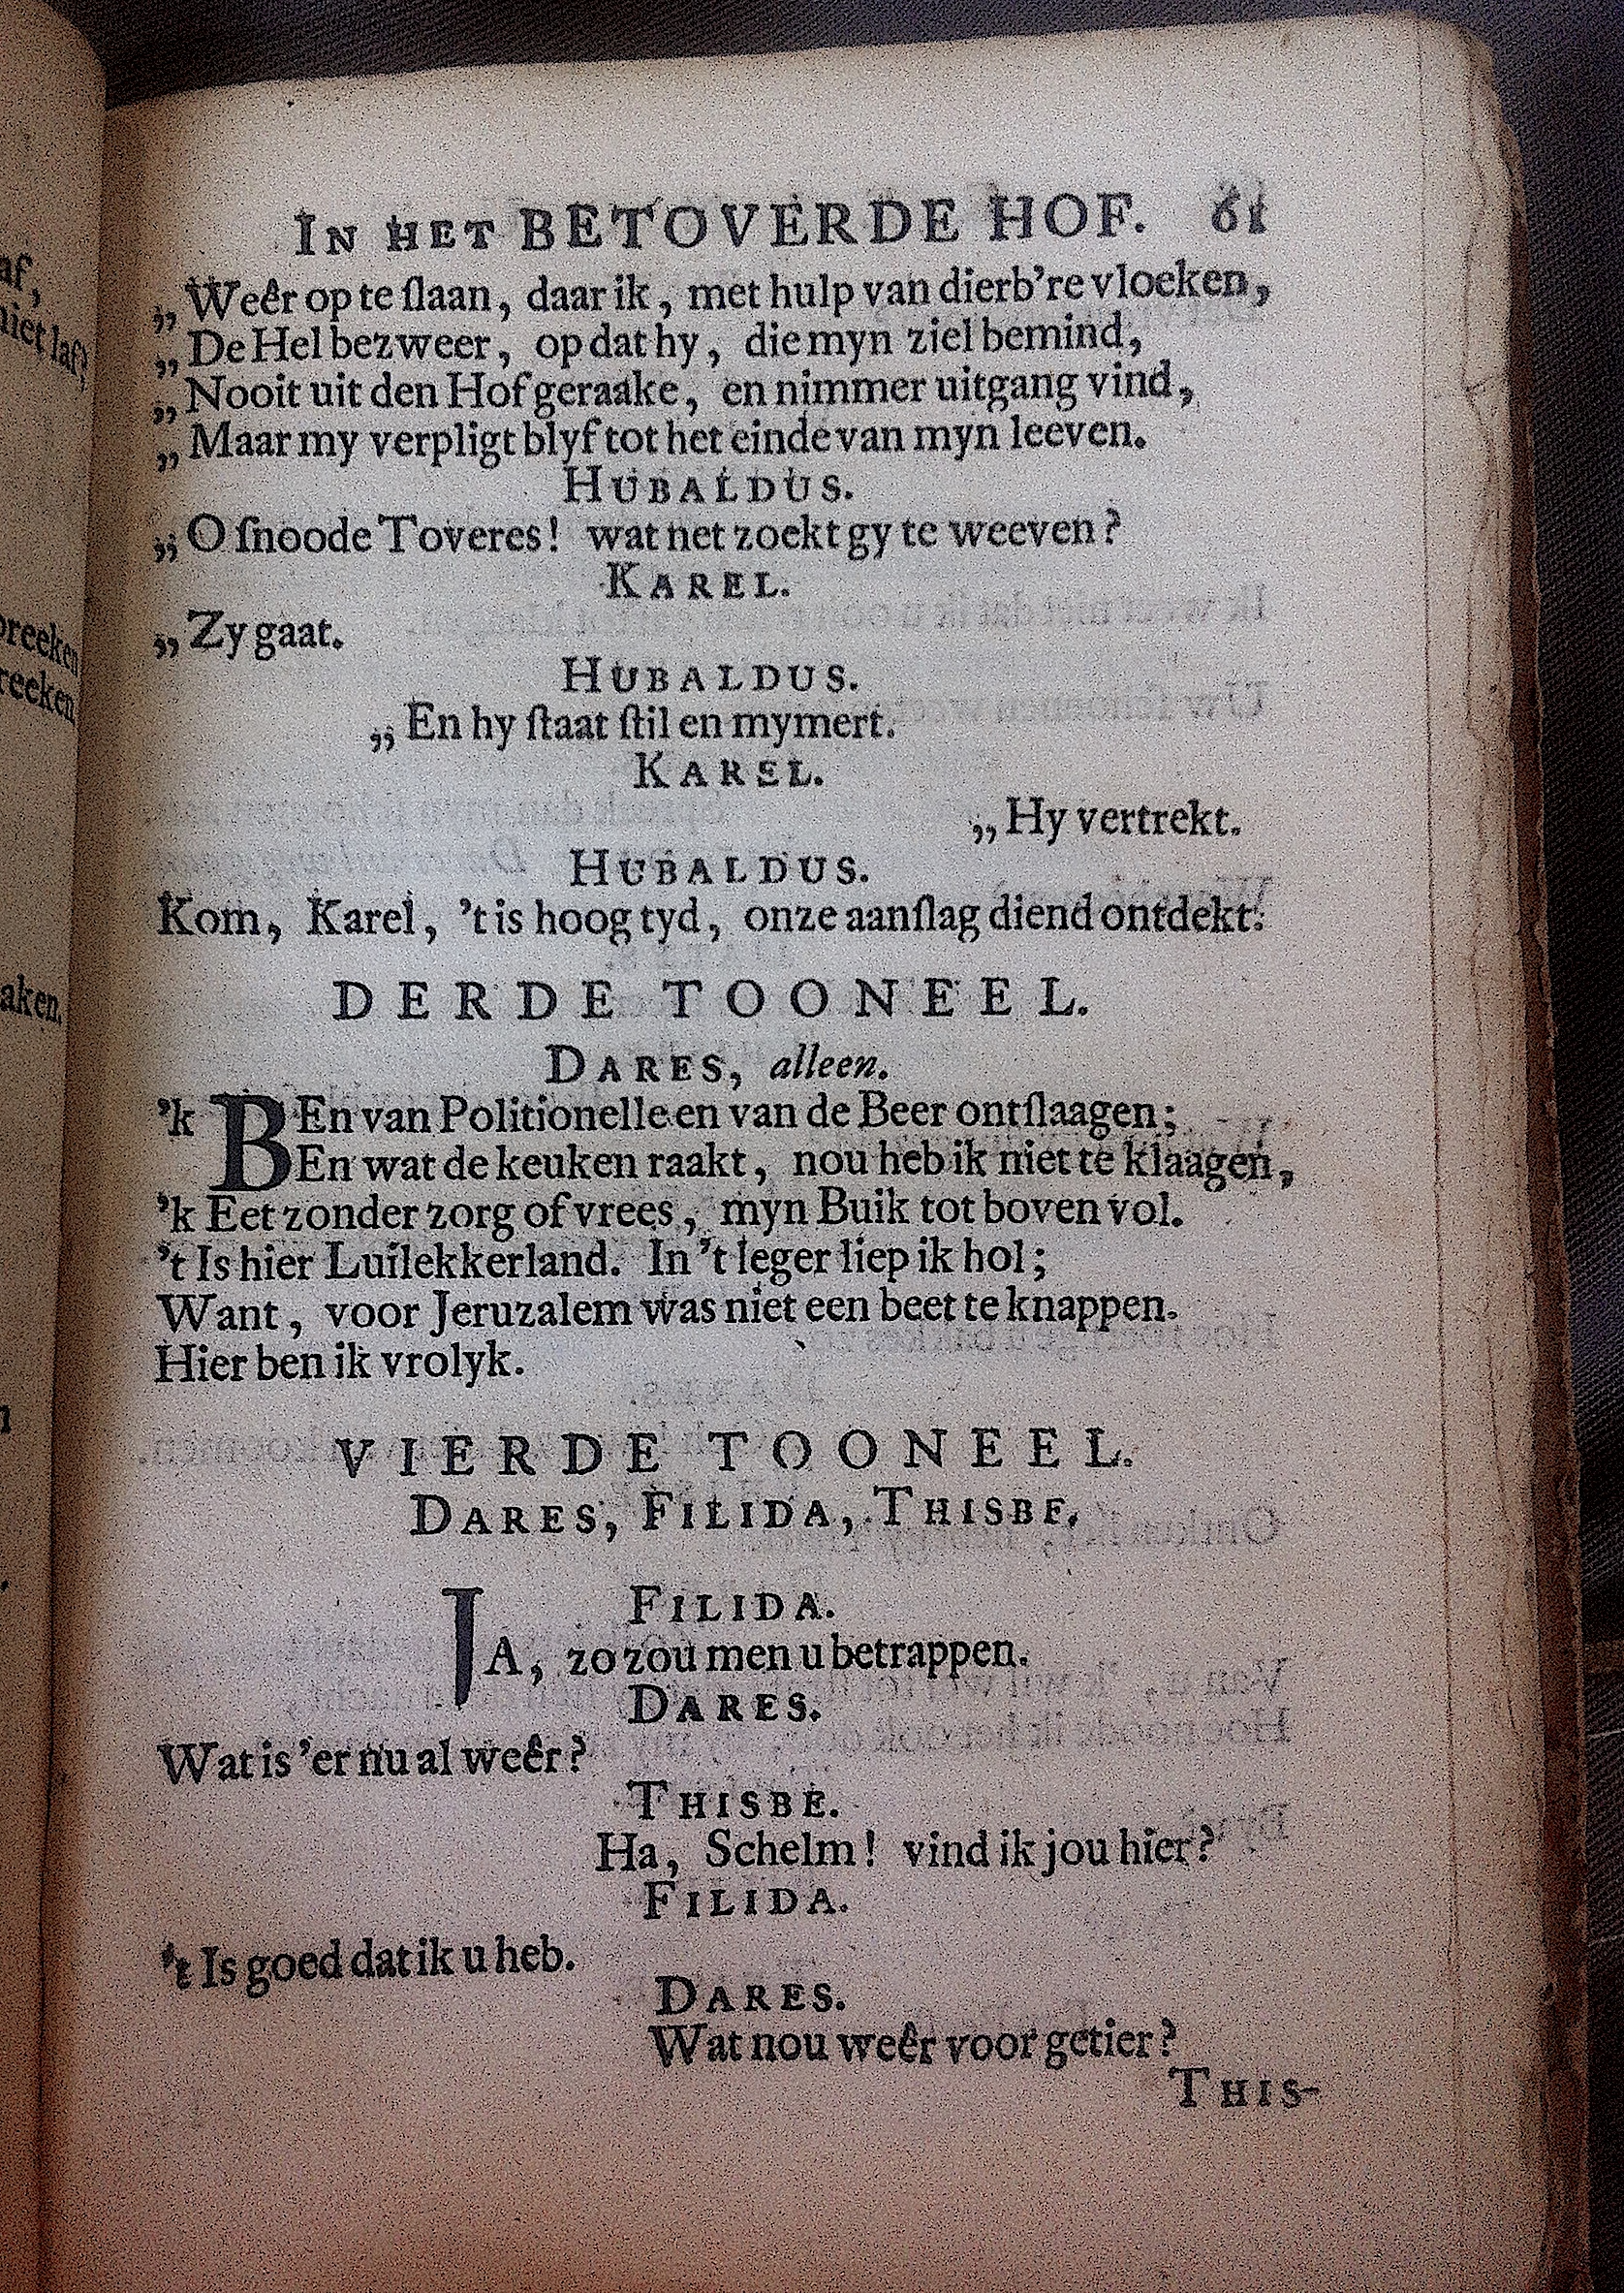 IN HET BETOVERDE HOF. 61
„Weêr op te ſlaan, daar ik, met hulp van dierb're vloeken,
„De Hel bezweer, op dat hy, die myn ziel bemind,
„Nooit uit den Hof geraake, en nimmer uitgang vind,
„Maar my verpligt blyf tot het einde van myn leeven.
HUBALDUS.
„O ſnoode Toveres! wat net zoekt gy te weeven?
KAREL.
„Zy gaat.
HUBALDUS.
„En hy ſtaat ſtil en mymert.
KAREL.
„Hy vertrekt.
HUBALDUS.
Kom, Karel, 't is hoog tyd, onze aanſlag diend ontdekt.
DERDE TOONEEL.
DARES, alleen.
'k BEn van Politionelle en van de Beer ontſlaagen;
En wat de keuken raakt, nou heb ik niet te klaagen,
'k Eet zonder zorg of vrees, myn Buik tot boven vol.
't Is hier Luilekkerland. In 't leger liep ik hol;
Want, voor Jeruzalem was niet een beet te knappen.
Hier ben ik vrolyk.
VIERDE TOONEEL.
DARES, FILIDA, THISBE.
FILIDA.
JA, zo zou men u betrappen.
DARES.
Wat is 'er nu al weêr?
THISBE.
Ha, Schelm! vind ik jou hier?
FILIDA.
't Is goed dat ik u heb.
DARES.
Wat nou weêr voor getier?
THIS-